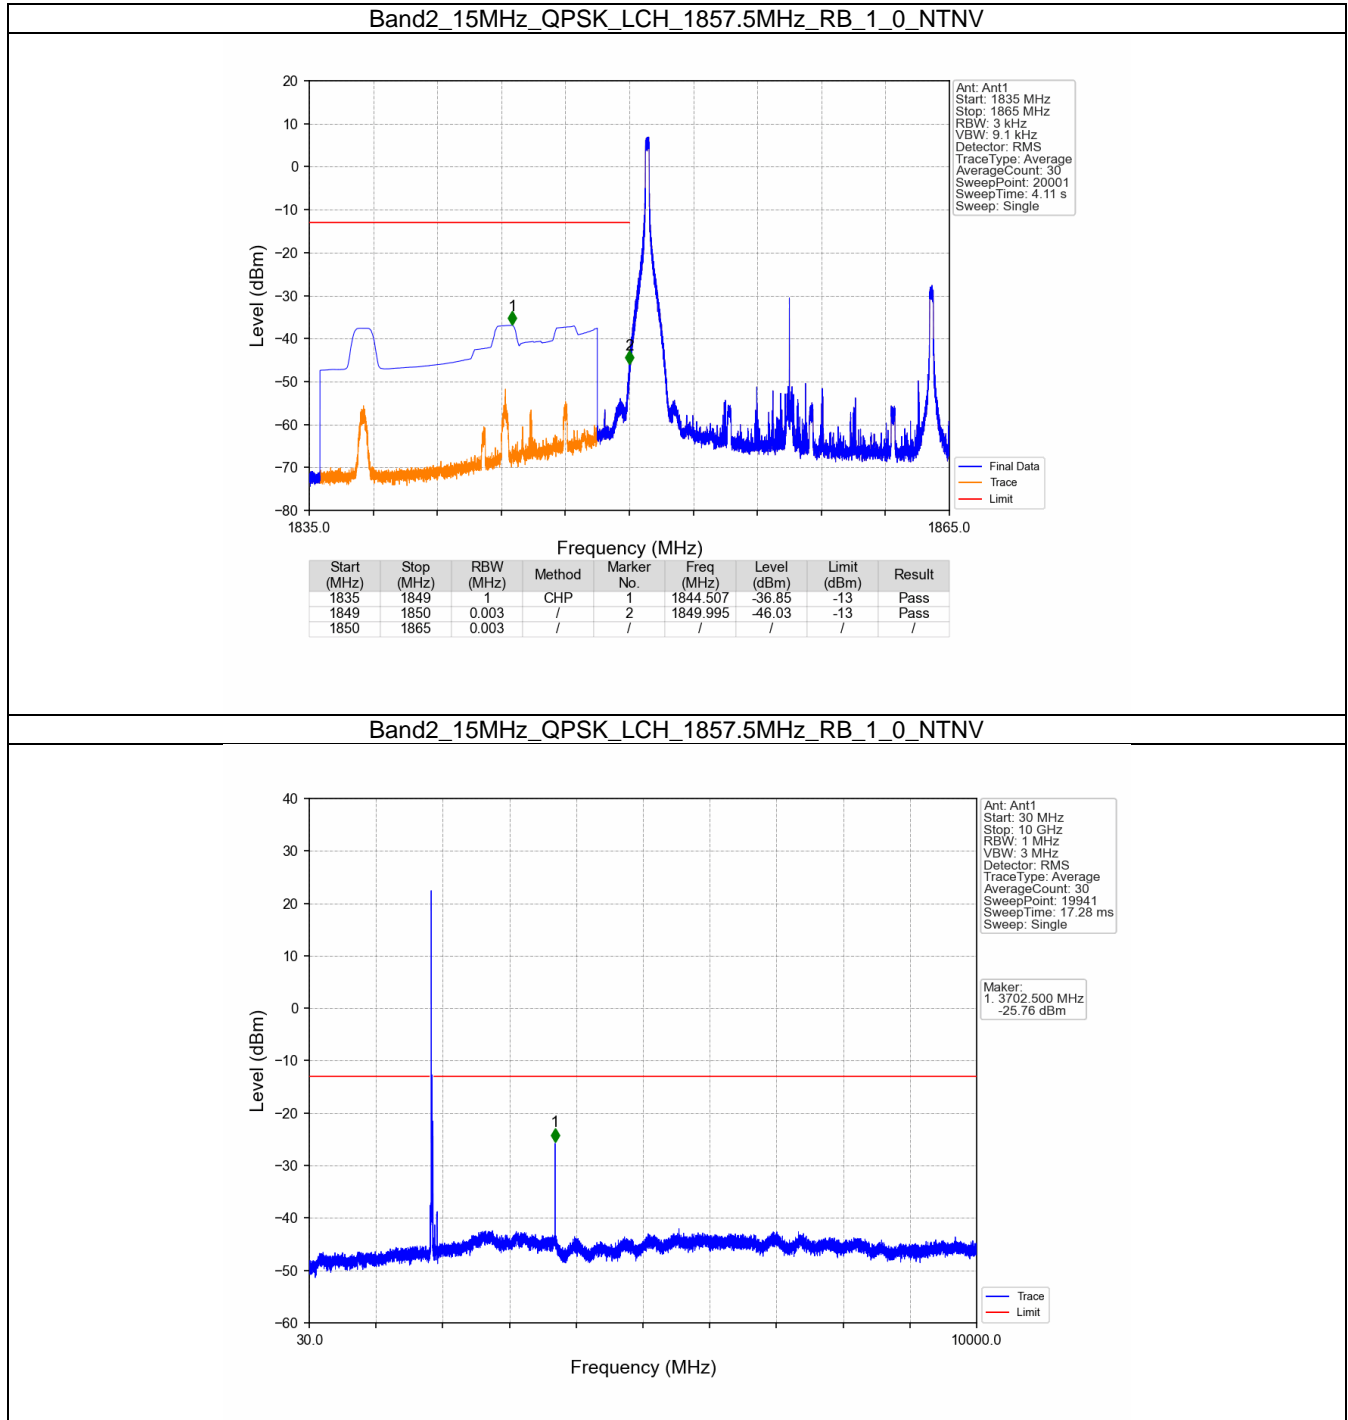 Band2_15MHz_QPSK_LCH_1857.5MHz_RB_1_0_NTNV
20
10
0
−10
−20
−30
−40
−50
−60
−70
−80
Level (dBm)
1
2
1835.0
1865.0
Frequency (MHz)
Ant: Ant1
Start: 1835 MHz
Stop: 1865 MHz
RBW: 3 kHz
VBW: 9.1 kHz
Detector: RMS
TraceType: Average
AverageCount: 30
SweepPoint: 20001
SweepTime: 4.11 s
Sweep: Single
Final Data
Trace
Limit
Start (MHz) Stop (MHz) RBW (MHz) Method Marker No. Freq (MHz) Level (dBm) Limit (dBm) Result
1835 1849 1 CHP 1 1844.507 -36.85 -13 Pass
1849 1850 0.003 / 2 1849.995 -46.03 -13 Pass
1850 1865 0.003 / / / / / /
Band2_15MHz_QPSK_LCH_1857.5MHz_RB_1_0_NTNV
40
30
20
10
0
−10
−20
−30
−40
−50
−60
Level (dBm)
1
30.0
10000.0
Frequency (MHz)
Ant: Ant1
Start: 30 MHz
Stop: 10 GHz
RBW: 1 MHz
VBW: 3 MHz
Detector: RMS
TraceType: Average
AverageCount: 30
SweepPoint: 19941
SweepTime: 17.28 ms
Sweep: Single
Maker:
1. 3702.500 MHz
-25.76 dBm
Trace
Limit